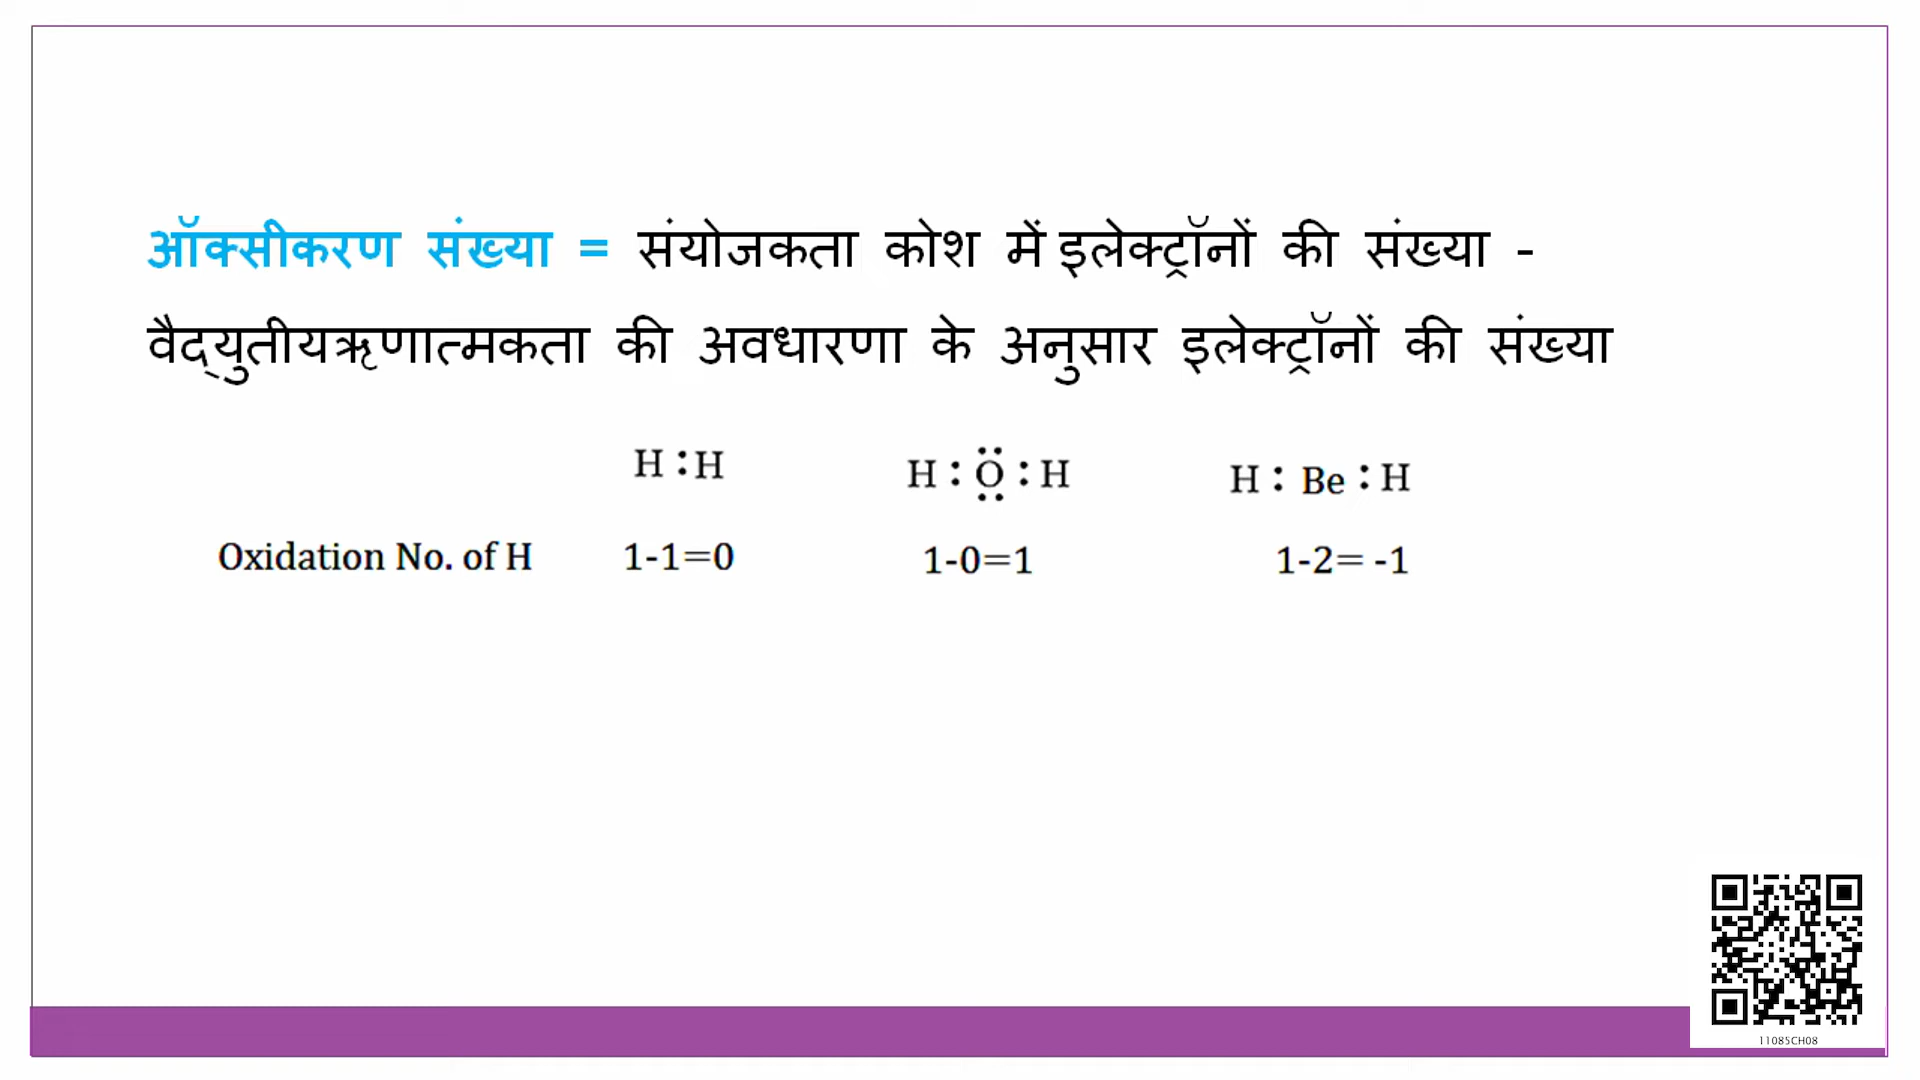 ऑक्सीकरण संख्या = संयोजकता कोश में इलेक्ट्रॉनों की संख्या -
वैद्युतीयऋणात्मकता की अवधारणा के अनुसार इलेक्ट्रॉनों की संख्या
H : H H : O : H H : Be : H
Oxidation No. of H 1-1=0 1-0=1 1-2= -1
11085CH08